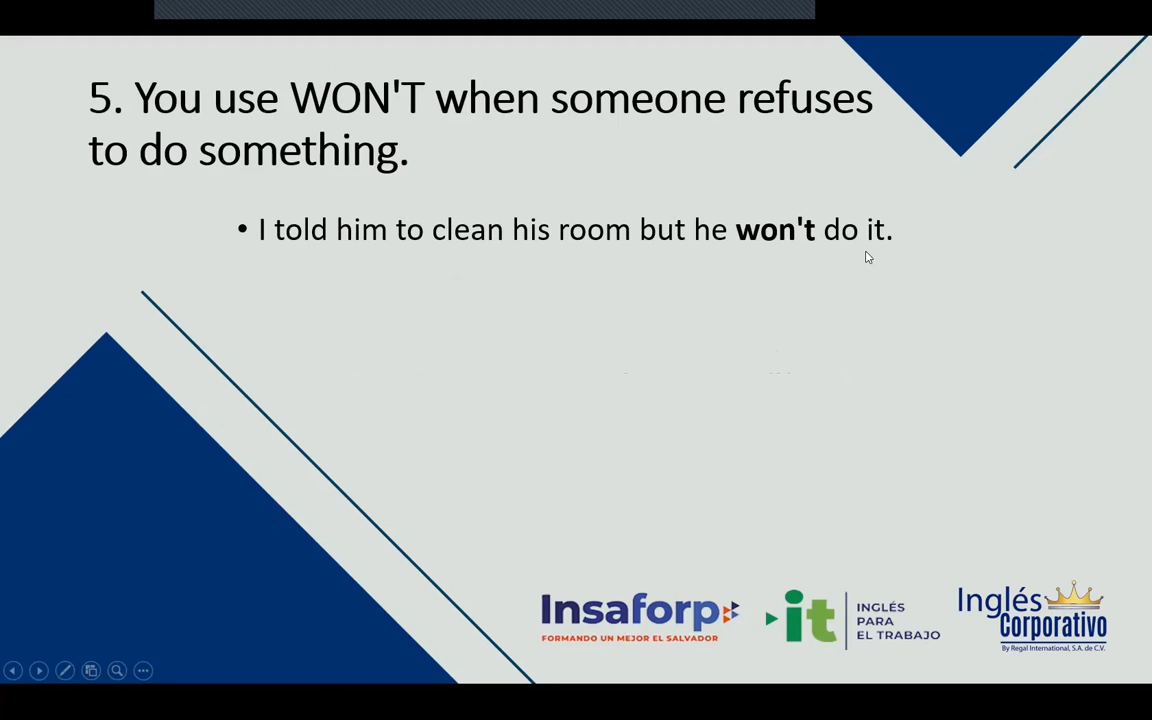 5. You use WON'T when someone refuses
to do something.
• I told him to clean his room but he won't do it.
Insaforp
FORMANDO UN MEJOR EL SALVADOR
it
INGLÉS
PARA
EL TRABAJO
Inglés
Corporativo
By Regal International, S.A. de C.V.